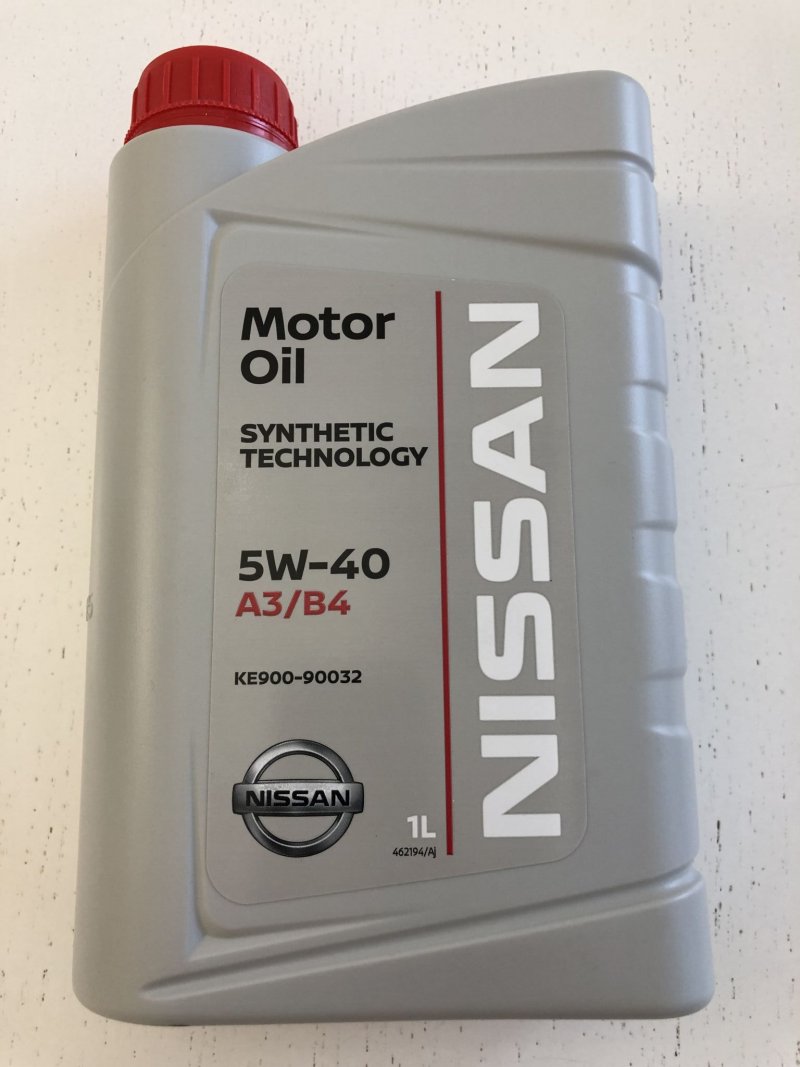 Motor
Oil
SYNTHETIC
TECHNOLOGY
5W-40
A3/B4
KE900-90032
NISSAN
1L
462194/Aj
NISSAN